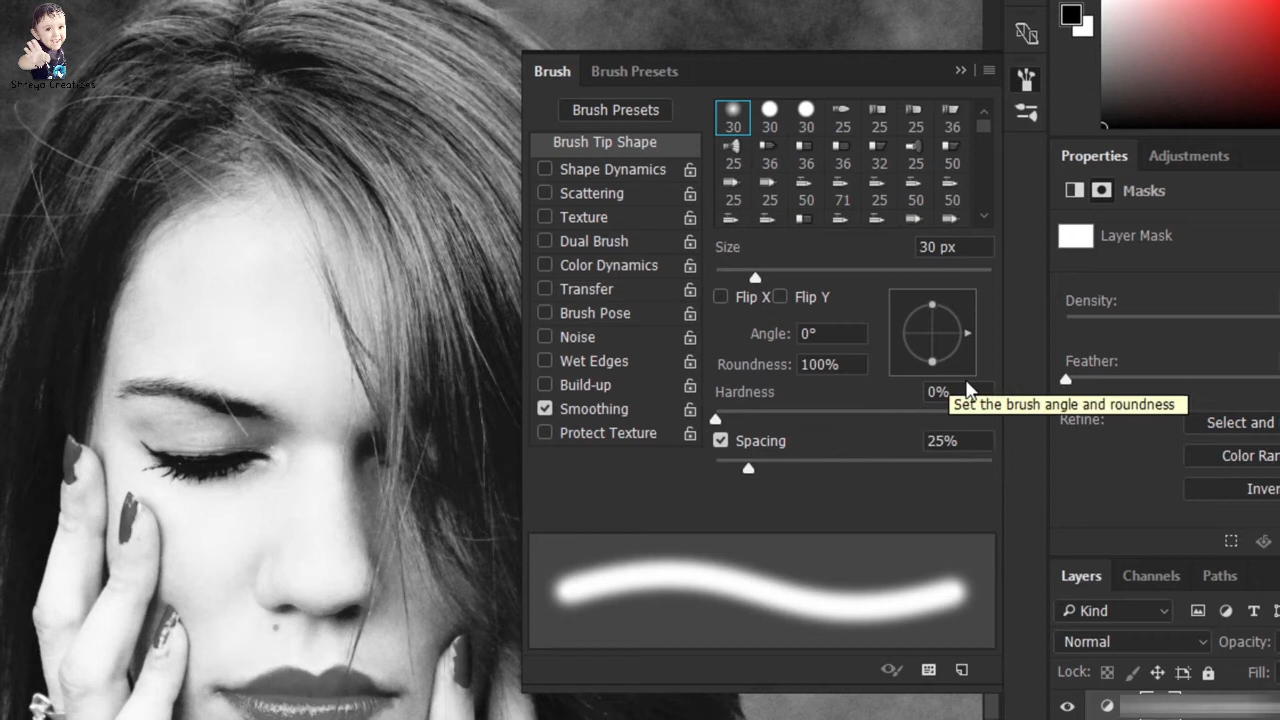 Shreya Creations
Brush
Brush Presets
Brush Presets
Brush Tip Shape
Shape Dynamics
Scattering
Texture
Dual Brush
Color Dynamics
Transfer
Brush Pose
Noise
Wet Edges
Build-up
Smoothing
Protect Texture
30 30 30 25 25 25 36
25 36 36 36 32 25 50
25 25 50 71 25 50 50
Size 30 px
Flip X Flip Y
Angle: 0°
Roundness: 100%
Hardness 0%
Set the brush angle and roundness
Spacing 25%
Properties Adjustments
Masks
Layer Mask
Density:
Feather:
Refine:
Select and
Color Ran
Inver
Layers Channels Paths
Kind
Normal Opacity:
Lock: Fill: